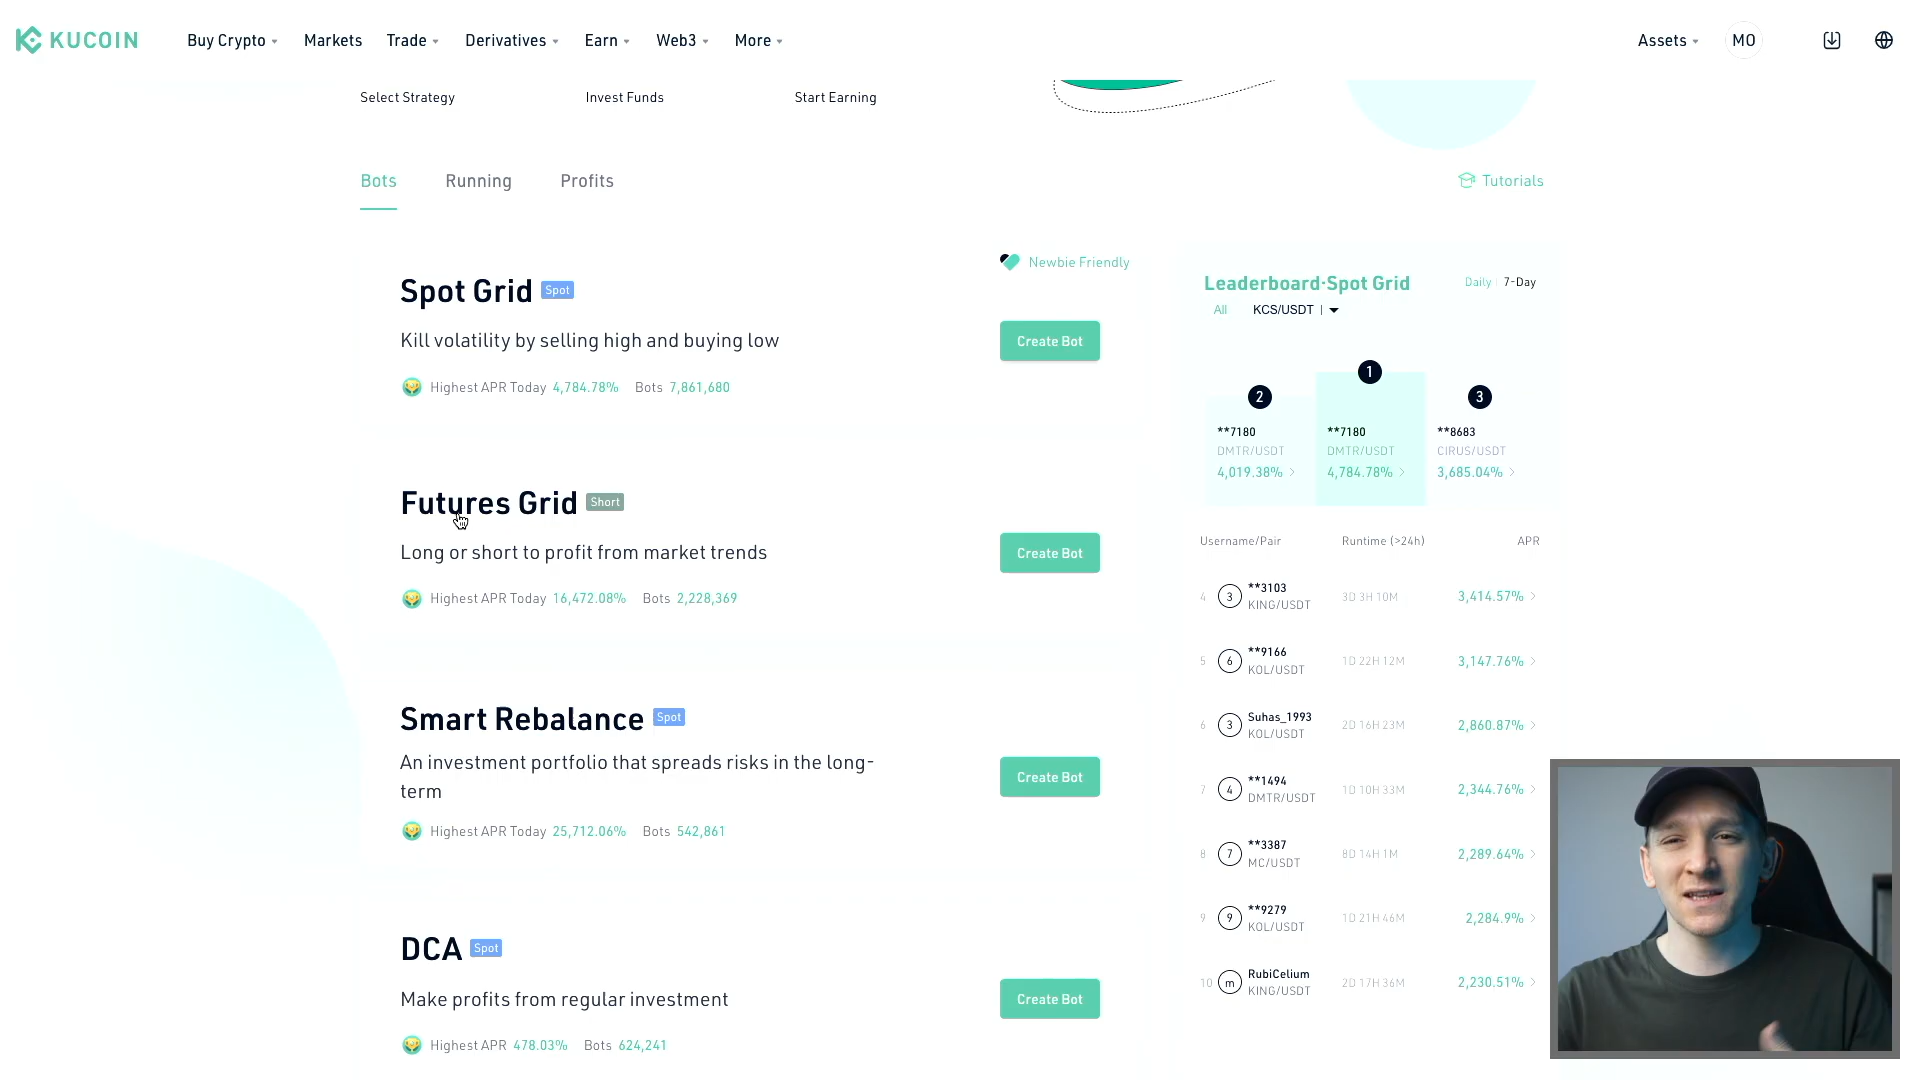 KUCOIN
Buy Crypto
Markets
Trade
Derivatives
Earn
Web3
More
Assets
MO
Select Strategy
Invest Funds
Start Earning
Bots
Running
Profits
Tutorials
Newbie Friendly
Spot Grid Spot
Kill volatility by selling high and buying low
Create Bot
Highest APR Today 4,784.78% Bots 7,861,680
Futures Grid Short
Long or short to profit from market trends
Create Bot
Highest APR Today 16,472.08% Bots 2,228,369
Smart Rebalance Spot
An investment portfolio that spreads risks in the long-
term
Create Bot
Highest APR Today 25,712.06% Bots 542,861
DCA Spot
Make profits from regular investment
Create Bot
Highest APR 478.03% Bots 624,241
Leaderboard·Spot Grid
Daily | 7-Day
All KCS/USDT |
2
**7180
DMTR/USDT
4,019.38%
1
**7180
DMTR/USDT
4,784.78%
3
**8683
CIRUS/USDT
3,685.04%
Username/Pair Runtime (>24h) APR
4 3 **3103
KING/USDT
3D 3H 10M
3,414.57%
5 6 **9166
KOL/USDT
1D 22H 12M
3,147.76%
6 3 Suhas_1993
KOL/USDT
2D 16H 23M
2,860.87%
7 4 **1494
DMTR/USDT
1D 10H 33M
2,344.76%
8 7 **3387
MC/USDT
8D 14H 1M
2,289.64%
9 9 **9279
KOL/USDT
1D 21H 46M
2,284.9%
10 m RubiCelium
KING/USDT
2D 17H 36M
2,230.51%